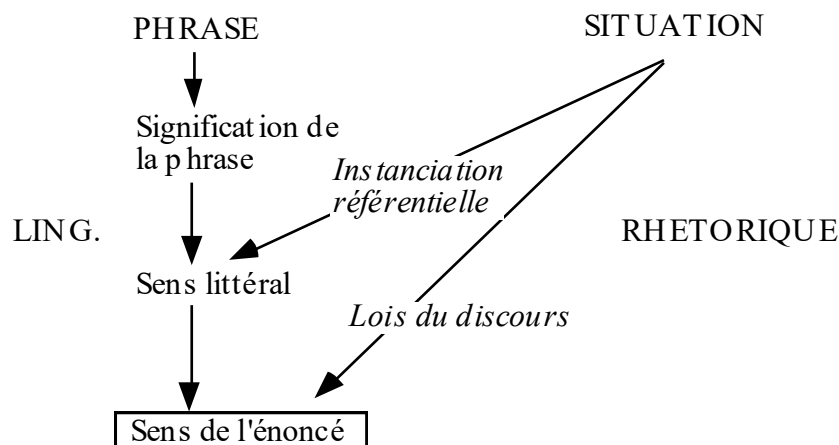 PHRASE
SITUATION
Signification de
la phrase
Instanciation
référentielle
LING.
RHETORIQUE
Sens littéral
Lois du discours
Sens de l'énoncé